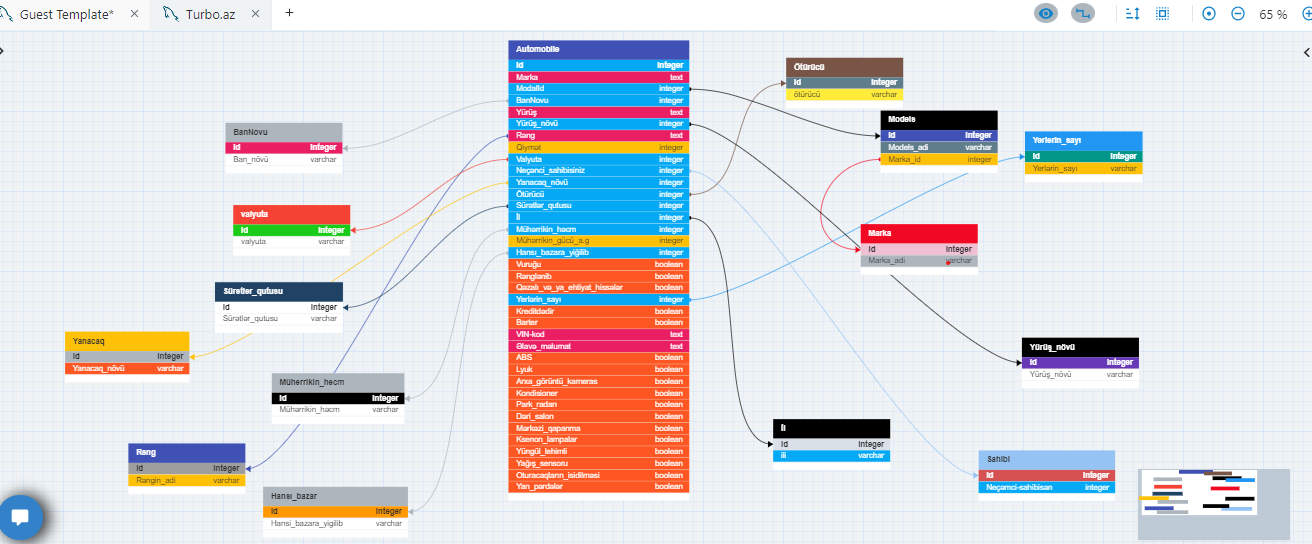 Guest Template*
Turbo.az
65 %
Automobile
Id Integer
Marka text
ModalId integer
BanNovu integer
Yürüş text
Yürüş_növü integer
Rəng text
Qiymət integer
Valyuta integer
Neçənci_sahibisiniz integer
Yanacaq_növü integer
Ötürücü integer
Sürətlər_qutusu integer
İl integer
Mühərrikin_həcm integer
Mühərrikin_gücü_a.g integer
Hansı_bazara_yiğilib integer
Vuruğu boolean
Rənglənib boolean
Qəzalı_və_ya_ehtiyat_hissələr boolean
Yerlərin_sayı integer
Kreditdədir boolean
Barter boolean
VIN-kod text
Əlavə_məlumat text
ABS boolean
Lyuk boolean
Arxa_görüntü_kameras boolean
Kondisioner boolean
Park_radarı boolean
Dəri_salon boolean
Mərkəzi_qapanma boolean
Ksenon_lampalar boolean
Yüngül_lehimli boolean
Yağış_sensoru boolean
Oturacaqların_isidilməsi boolean
Yan_pərdələr boolean
BanNovu
Id Integer
Ban_növü varchar
valyuta
Id Integer
valyuta varchar
Sürətlər_qutusu
Id Integer
Sürətlər_qutusu varchar
Yanacaq
Id Integer
Yanacaq_növü varchar
Müherrikin_həcm
Id Integer
Mühərrikin_həcm varchar
Rəng
Id Integer
Rəngin_adi varchar
Hansı_bazar
Id Integer
Hansi_bazara_yigilib varchar
Ötürücü
Id Integer
ötürücü varchar
Models
Id Integer
Models_adi varchar
Marka_id integer
Yerlerin_sayı
Id Integer
Yerlərin_sayı varchar
Marka
Id Integer
Marka_adi varchar
Yürüş_növü
Id Integer
Yürüş_növü varchar
İl
Id Integer
ili varchar
Sahibi
Id Integer
Neçəmci-sahibisən integer